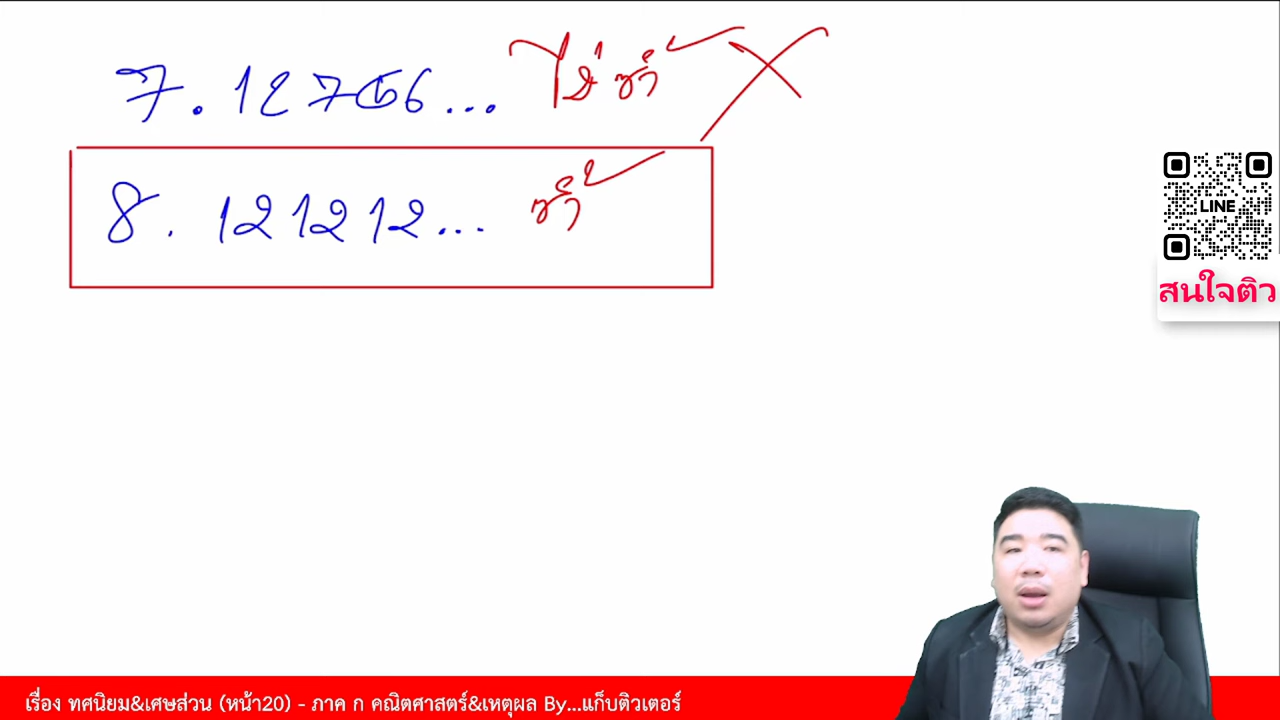 7.12756... ไม่ซ้ำ
8.121212... ซ้ำ
LINE
สนใจติว
เรื่อง ทศนิยม&เศษส่วน (หน้า20) - ภาค ก คณิตศาสตร์&เหตุผล By...แก็บติวเตอร์